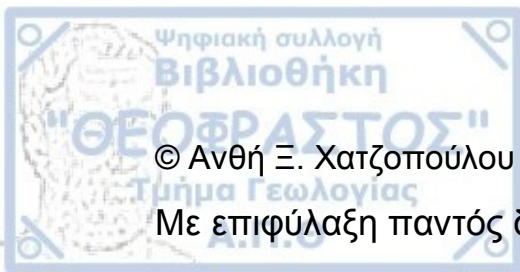 Ψηφιακή συλλογή
Βιβλιοθήκη
"ΘΕΟΦΡΑΣΤΟΣ"
© Ανθή Ξ. Χατζοπούλου
Τμήμα Γεωλογίας
Με επιφύλαξη παντός
Α.Π.Θ